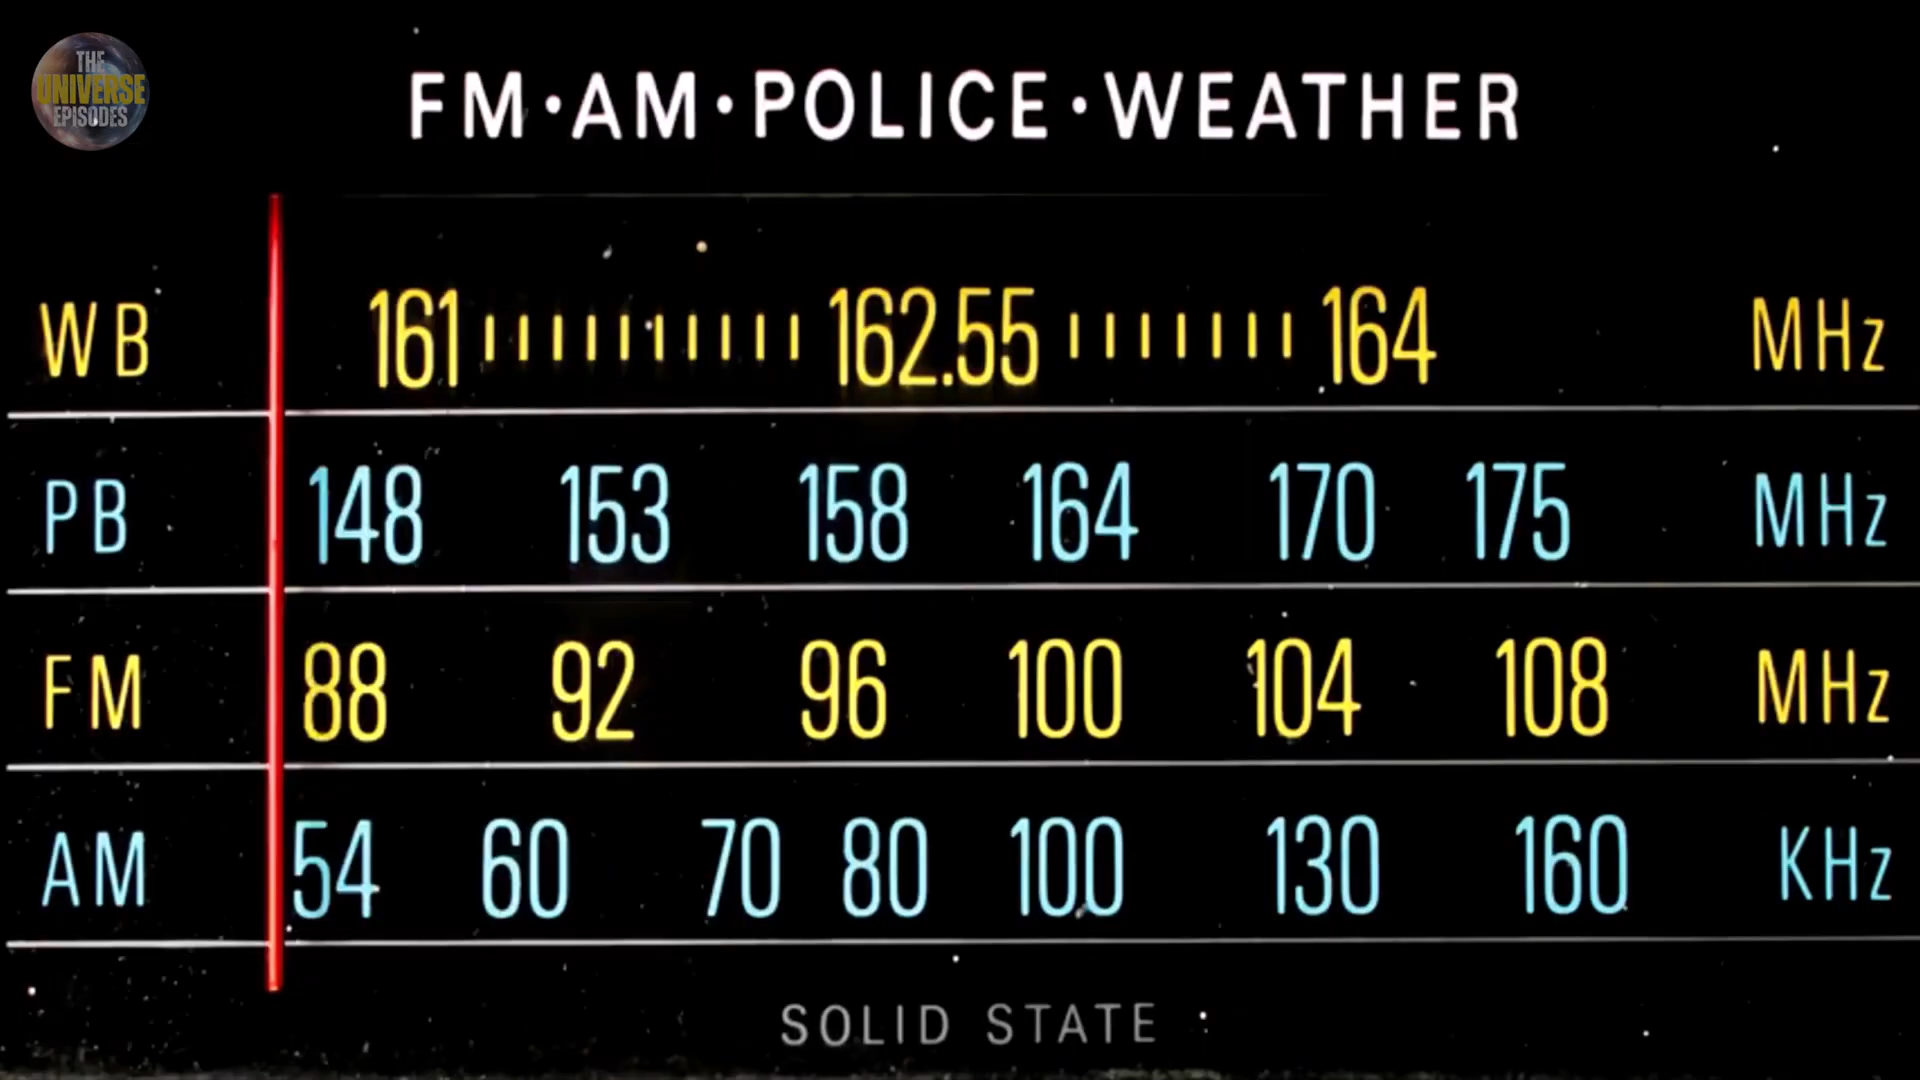 THE
UNIVERSE
EPISODES
FM·AM·POLICE·WEATHER
WB 161 162.55 164 MHz
PB 148 153 158 164 170 175 MHz
FM 88 92 96 100 104 108 MHz
AM 54 60 70 80 100 130 160 KHz
SOLID STATE